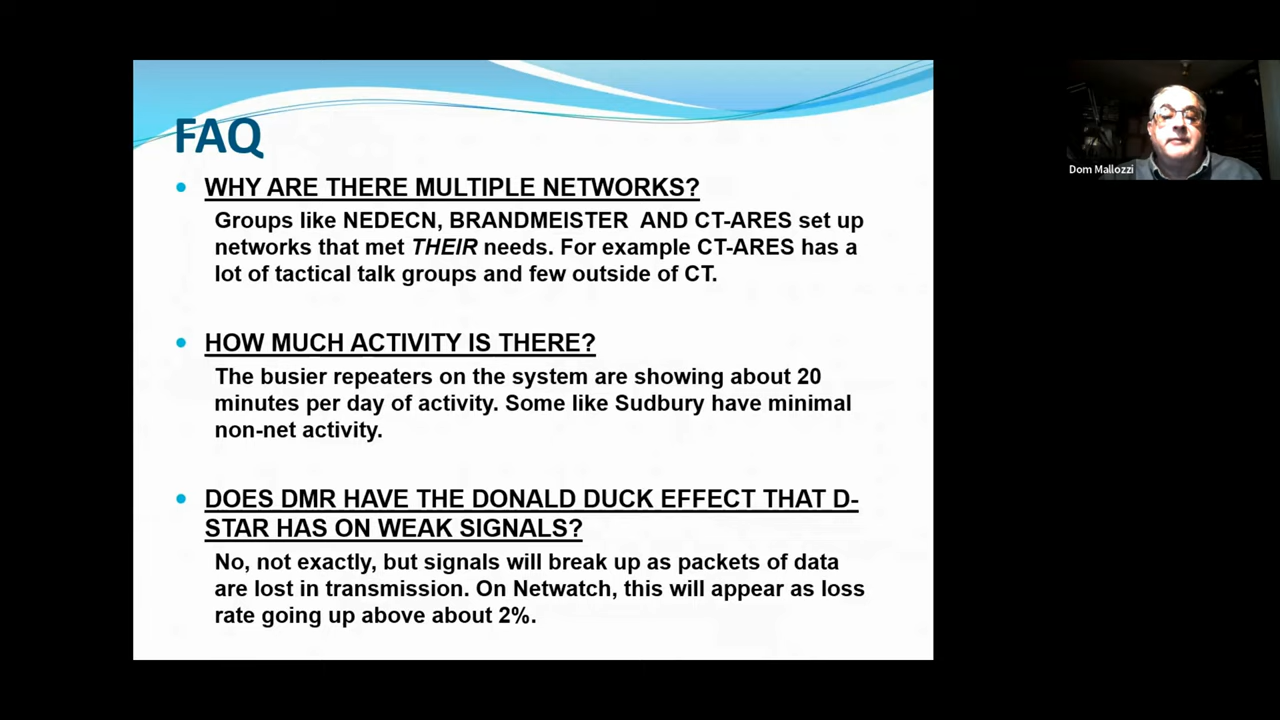 FAQ
WHY ARE THERE MULTIPLE NETWORKS?
Groups like NEDECN, BRANDMEISTER AND CT-ARES set up
networks that met THEIR needs. For example CT-ARES has a
lot of tactical talk groups and few outside of CT.
HOW MUCH ACTIVITY IS THERE?
The busier repeaters on the system are showing about 20
minutes per day of activity. Some like Sudbury have minimal
non-net activity.
DOES DMR HAVE THE DONALD DUCK EFFECT THAT D-
STAR HAS ON WEAK SIGNALS?
No, not exactly, but signals will break up as packets of data
are lost in transmission. On Netwatch, this will appear as loss
rate going up above about 2%.
Dom Mallozzi